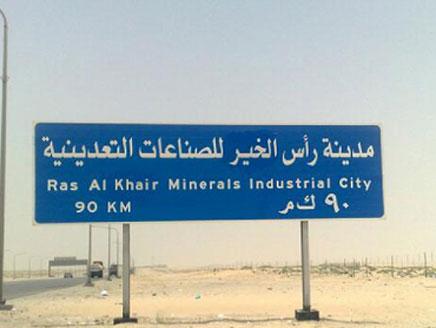 مدينة رأس الخير للصناعات التعدينية
Ras Al Khair Minerals Industrial City
90 KM ٩٠ كم